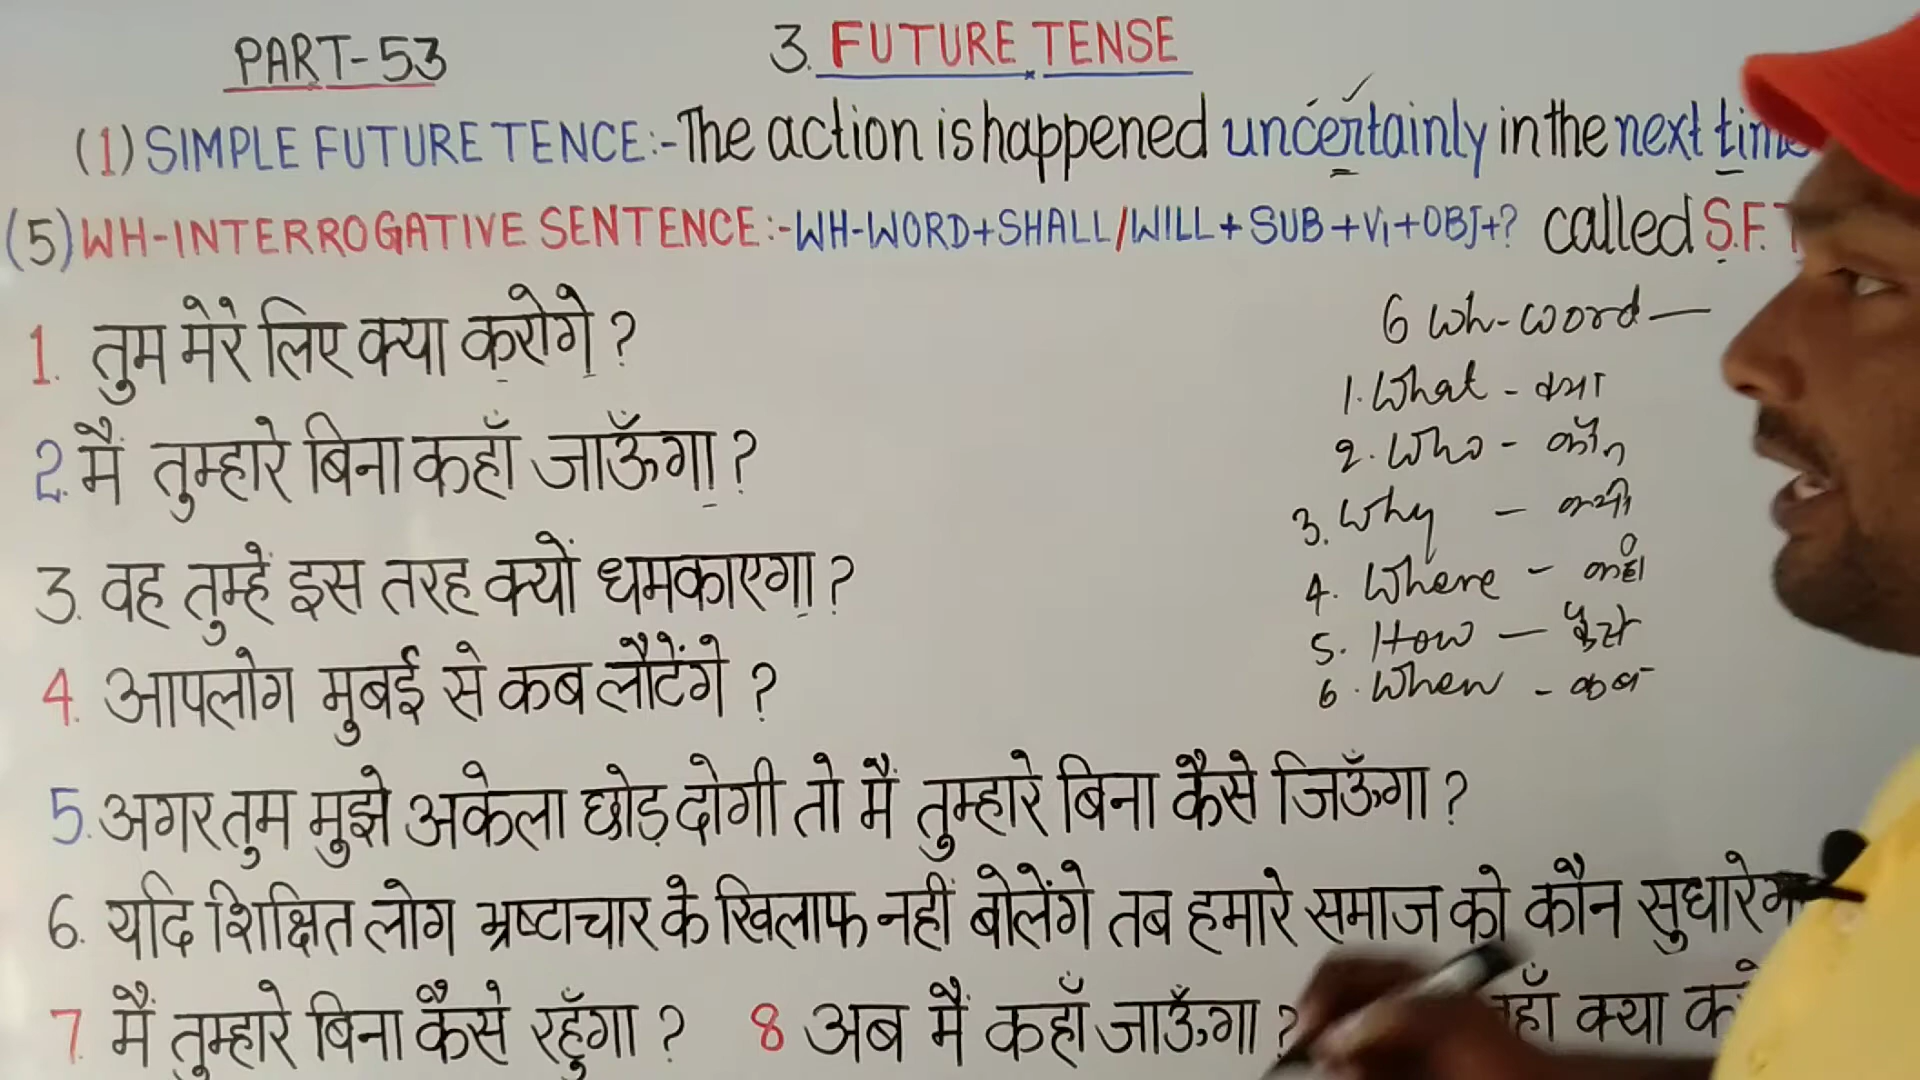 PART-53
3. FUTURE TENSE
(1) SIMPLE FUTURE TENCE:- The action is happened uncertainly in the next time
(5) WH-INTERROGATIVE SENTENCE:- WH-WORD+SHALL/WILL+SUB+V1+OBJ+? called S.F.T
1. तुम मेरे लिए क्या करोगे ?
2. मैं तुम्हारे बिना कहाँ जाऊँगा ?
3. वह तुम्हें इस तरह क्यों धमकाएगा ?
4. आपलोग मुबई से कब लौटेंगे ?
6 Wh-word —
1. What - क्या
2. Who - कौन
3. Why - क्यों
4. Where - कहाँ
5. How - कैसे
6. When - कब
5. अगर तुम मुझे अकेला छोड़ दोगी तो मैं तुम्हारे बिना कैसे जिऊँगा ?
6. यदि शिक्षित लोग भ्रष्टाचार के खिलाफ नहीं बोलेंगे तब हमारे समाज को कौन सुधारेगा
7. मैं तुम्हारे बिना कैसे रहूँगा ? 8 अब मैं कहाँ जाऊँगा ? क्या